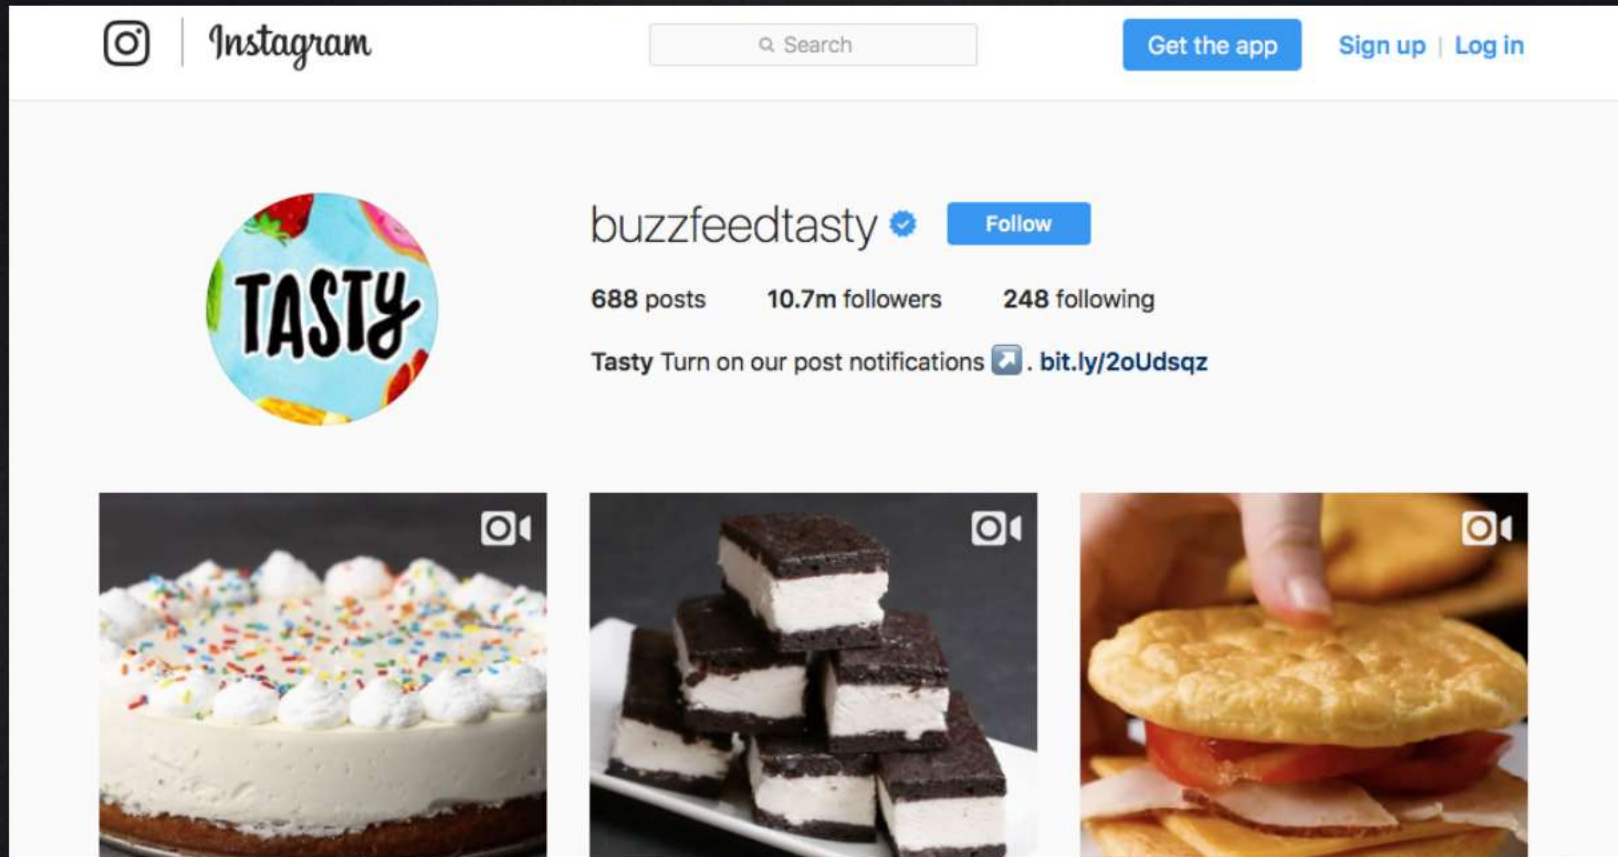 Instagram
Search
Get the app
Sign up | Log in
TASTY
buzzfeedtasty
Follow
688 posts 10.7m followers 248 following
Tasty Turn on our post notifications ↗️ . bit.ly/2oUdsqz